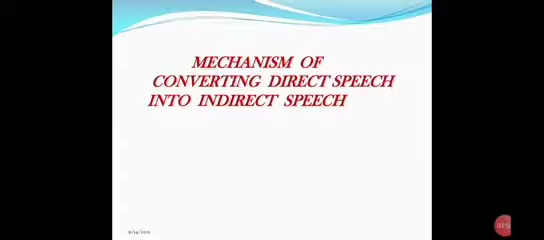 MECHANISM OF
CONVERTING DIRECT SPEECH
INTO INDIRECT SPEECH